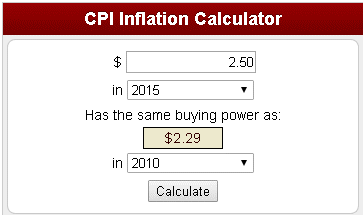 CPI Inflation Calculator
$ 2.50
in 2015
Has the same buying power as:
$2.29
in 2010
Calculate